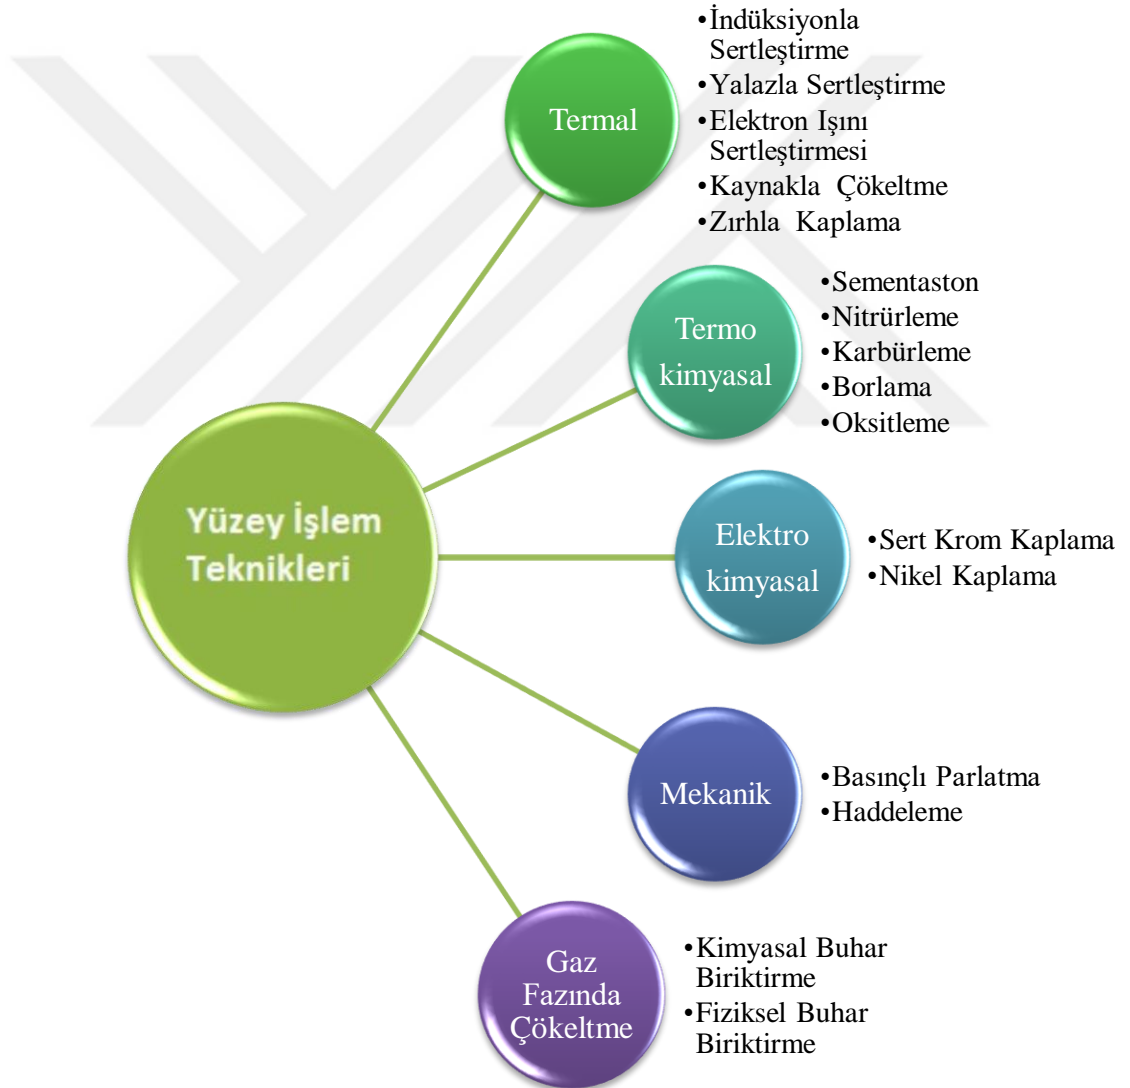 Yüzey İşlem
Teknikleri
Termal
•İndüksiyonla
Sertleştirme
•Yalazla Sertleştirme
•Elektron Işını
Sertleştirmesi
•Kaynakla Çökeltme
•Zırhla Kaplama
Termo
kimyasal
•Sementaston
•Nitrürleme
•Karbürleme
•Borlama
•Oksitleme
Elektro
kimyasal
•Sert Krom Kaplama
•Nikel Kaplama
Mekanik
•Basınçlı Parlatma
•Haddeleme
Gaz
Fazında
Çökeltme
•Kimyasal Buhar
Biriktirme
•Fiziksel Buhar
Biriktirme